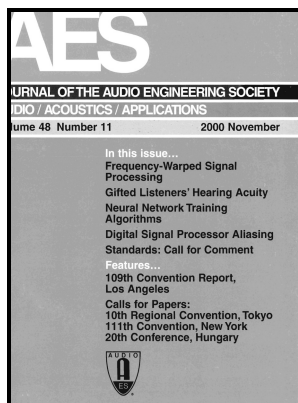 AES
URNAL OF THE AUDIO ENGINEERING SOCIETY
DIO / ACOUSTICS / APPLICATIONS
lume 48 Number 11 2000 November
In this issue…
Frequency-Warped Signal
Processing
Gifted Listeners' Hearing Acuity
Neural Network Training
Algorithms
Digital Signal Processor Aliasing
Standards: Call for Comment
Features…
109th Convention Report,
Los Angeles
Calls for Papers:
10th Regional Convention, Tokyo
111th Convention, New York
20th Conference, Hungary
AUDIO
A
ES
®